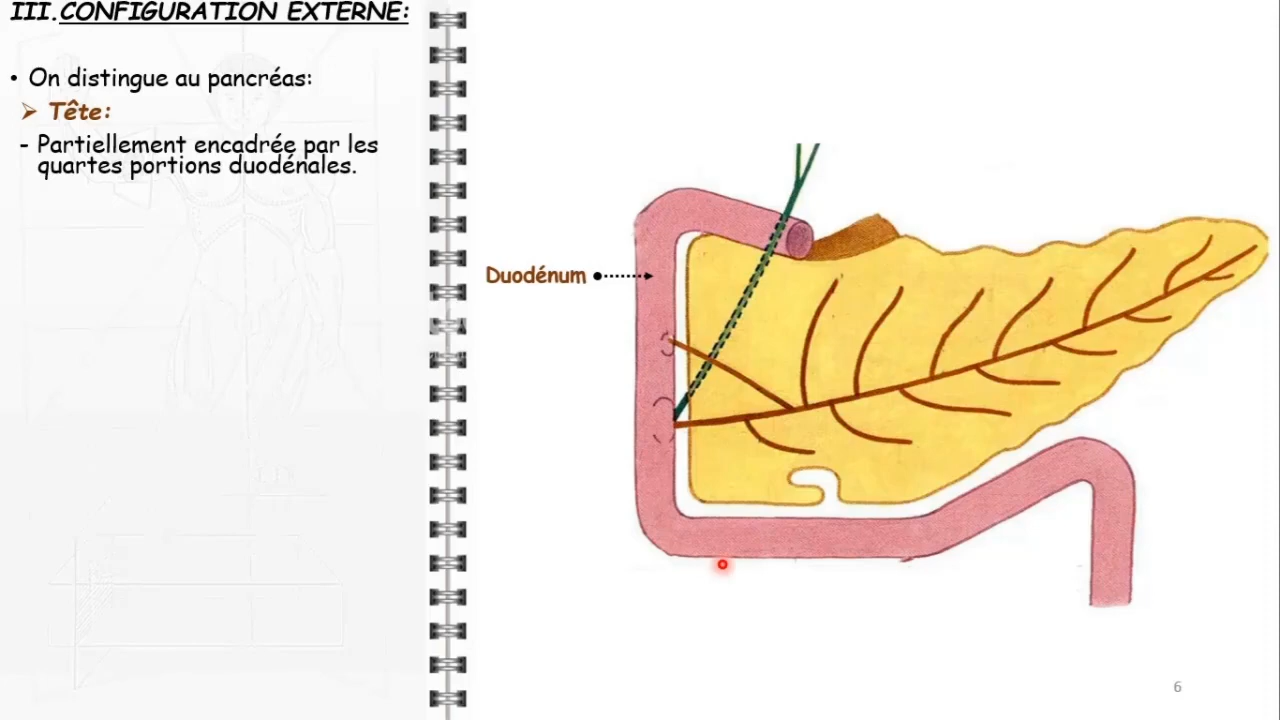 III. CONFIGURATION EXTERNE:
• On distingue au pancréas:
➢ Tête:
- Partiellement encadrée par les
quartes portions duodénales.
Duodénum
6